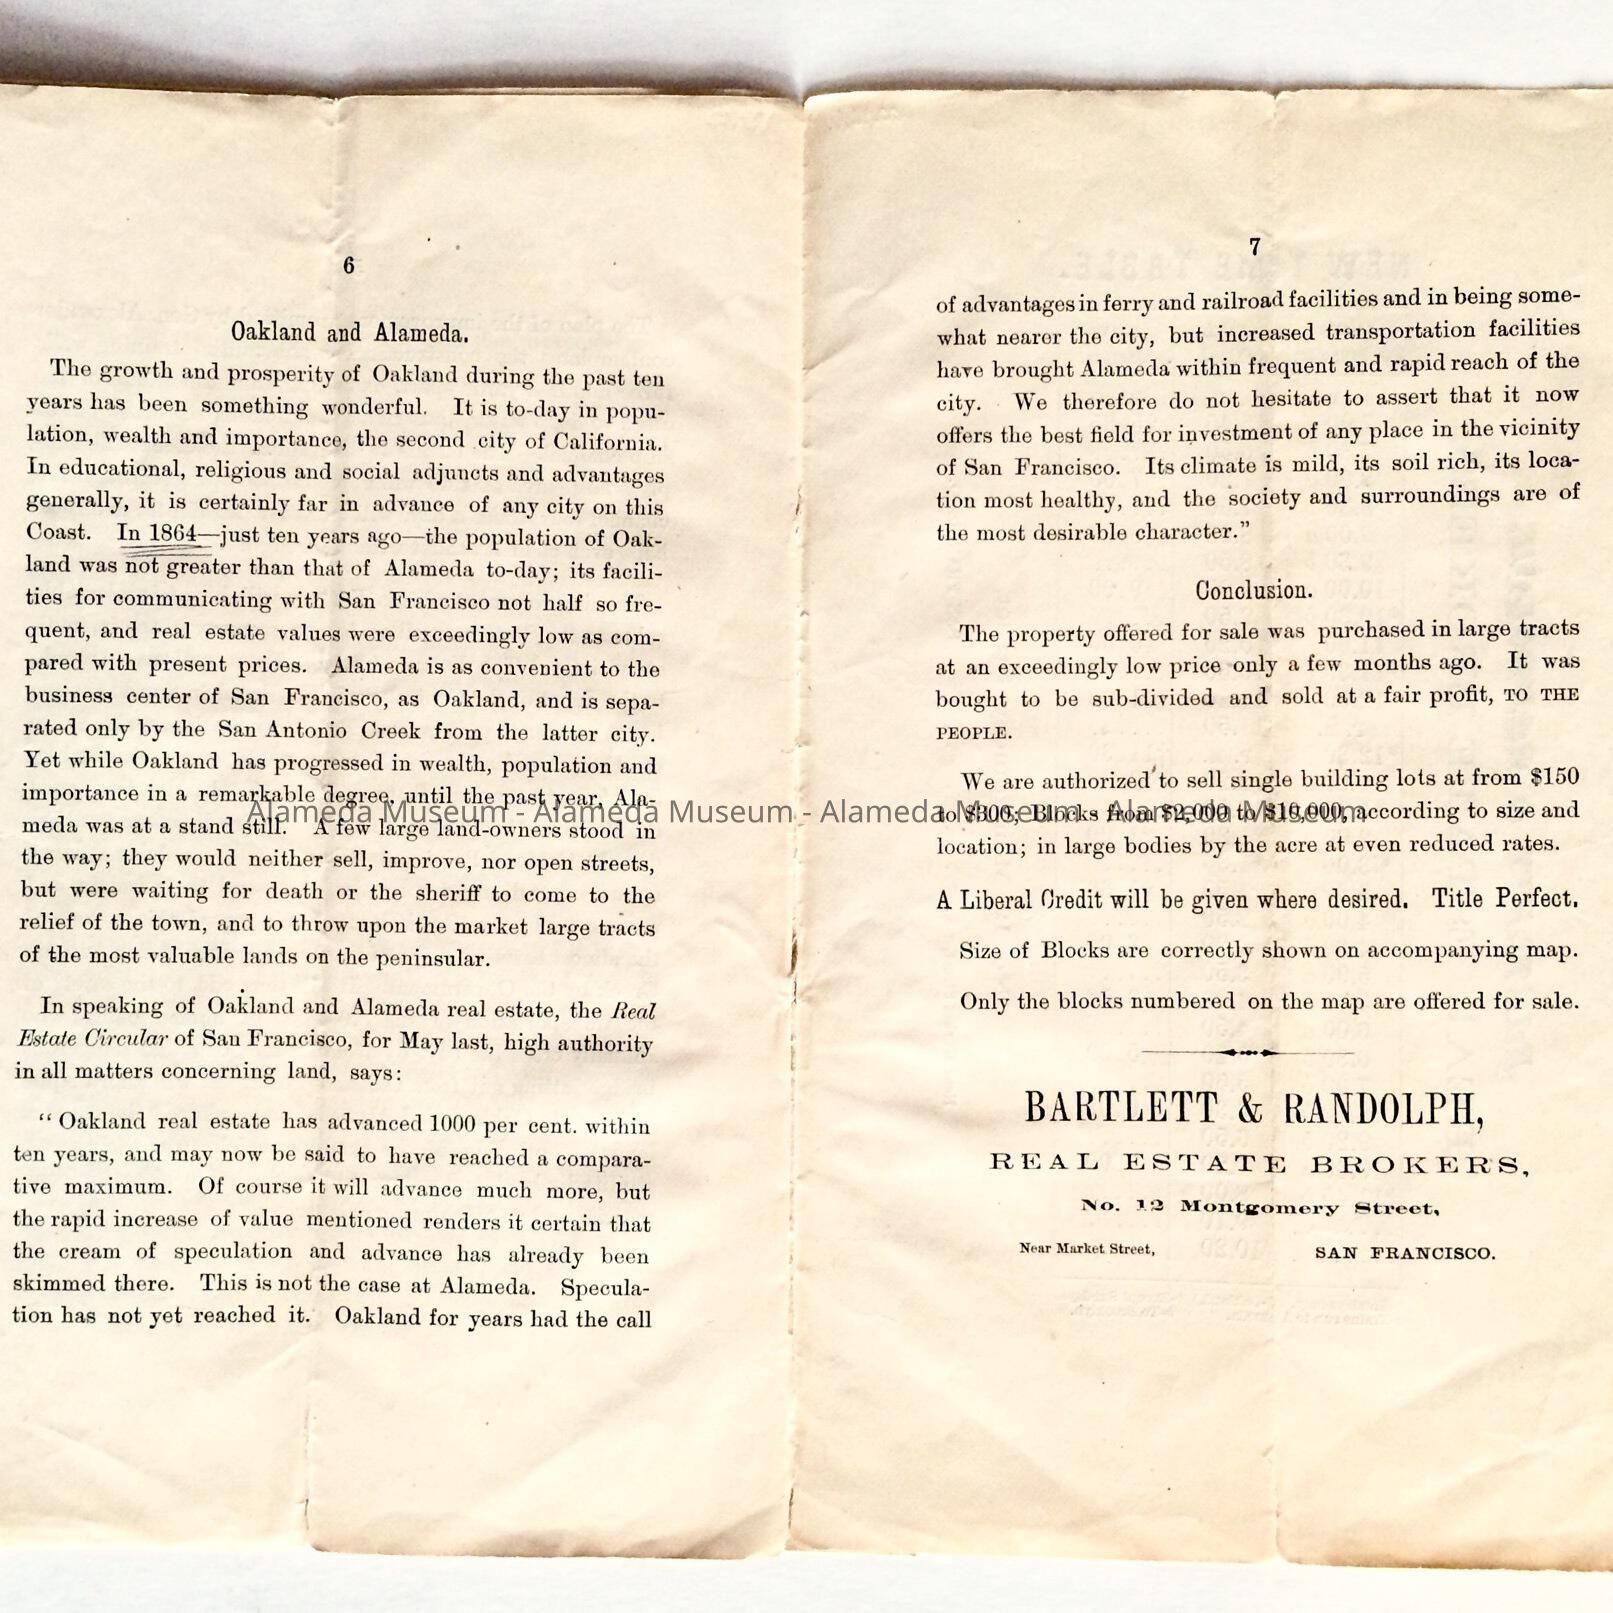 6
Oakland and Alameda.
The growth and prosperity of Oakland during the past ten
years has been something wonderful. It is to-day in popu-
lation, wealth and importance, the second city of California.
In educational, religious and social adjuncts and advantages
generally, it is certainly far in advance of any city on this
Coast. In 1864—just ten years ago—the population of Oak-
land was not greater than that of Alameda to-day; its facili-
ties for communicating with San Francisco not half so fre-
quent, and real estate values were exceedingly low as com-
pared with present prices. Alameda is as convenient to the
business center of San Francisco, as Oakland, and is sepa-
rated only by the San Antonio Creek from the latter city.
Yet while Oakland has progressed in wealth, population and
importance in a remarkable degree, until the past year, Ala-
meda was at a stand still. A few large land-owners stood in
the way; they would neither sell, improve, nor open streets,
but were waiting for death or the sheriff to come to the
relief of the town, and to throw upon the market large tracts
of the most valuable lands on the peninsular.
In speaking of Oakland and Alameda real estate, the Real
Estate Circular of San Francisco, for May last, high authority
in all matters concerning land, says:
“Oakland real estate has advanced 1000 per cent. within
ten years, and may now be said to have reached a compara-
tive maximum. Of course it will advance much more, but
the rapid increase of value mentioned renders it certain that
the cream of speculation and advance has already been
skimmed there. This is not the case at Alameda. Specula-
tion has not yet reached it. Oakland for years had the call
7
of advantages in ferry and railroad facilities and in being some-
what nearer the city, but increased transportation facilities
have brought Alameda within frequent and rapid reach of the
city. We therefore do not hesitate to assert that it now
offers the best field for investment of any place in the vicinity
of San Francisco. Its climate is mild, its soil rich, its loca-
tion most healthy, and the society and surroundings are of
the most desirable character.”
Conclusion.
The property offered for sale was purchased in large tracts
at an exceedingly low price only a few months ago. It was
bought to be sub-divided and sold at a fair profit, TO THE
PEOPLE.
We are authorized to sell single building lots at from $150
to $300; Blocks from $2,000 to $10,000, according to size and
location; in large bodies by the acre at even reduced rates.
A Liberal Credit will be given where desired. Title Perfect.
Size of Blocks are correctly shown on accompanying map.
Only the blocks numbered on the map are offered for sale.
BARTLETT & RANDOLPH,
REAL ESTATE BROKERS,
No. 12 Montgomery Street,
Near Market Street, SAN FRANCISCO.
Alameda Museum - Alameda Museum - Alameda Museum - Alameda Museum